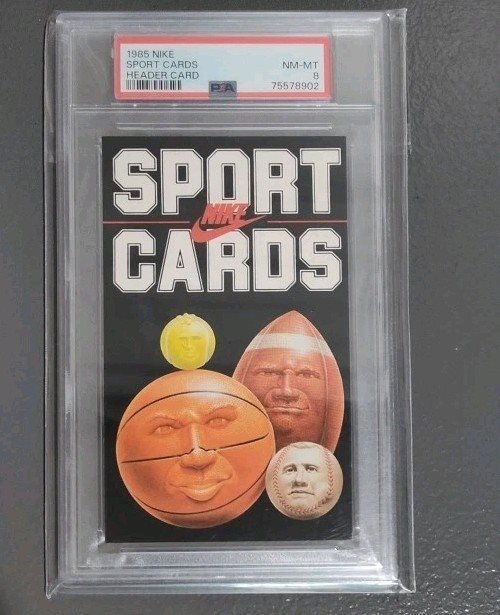 1985 NIKE
SPORT CARDS
HEADER CARD
NM-MT
8
75578902
PSA
SPORT
NIKE
CARDS